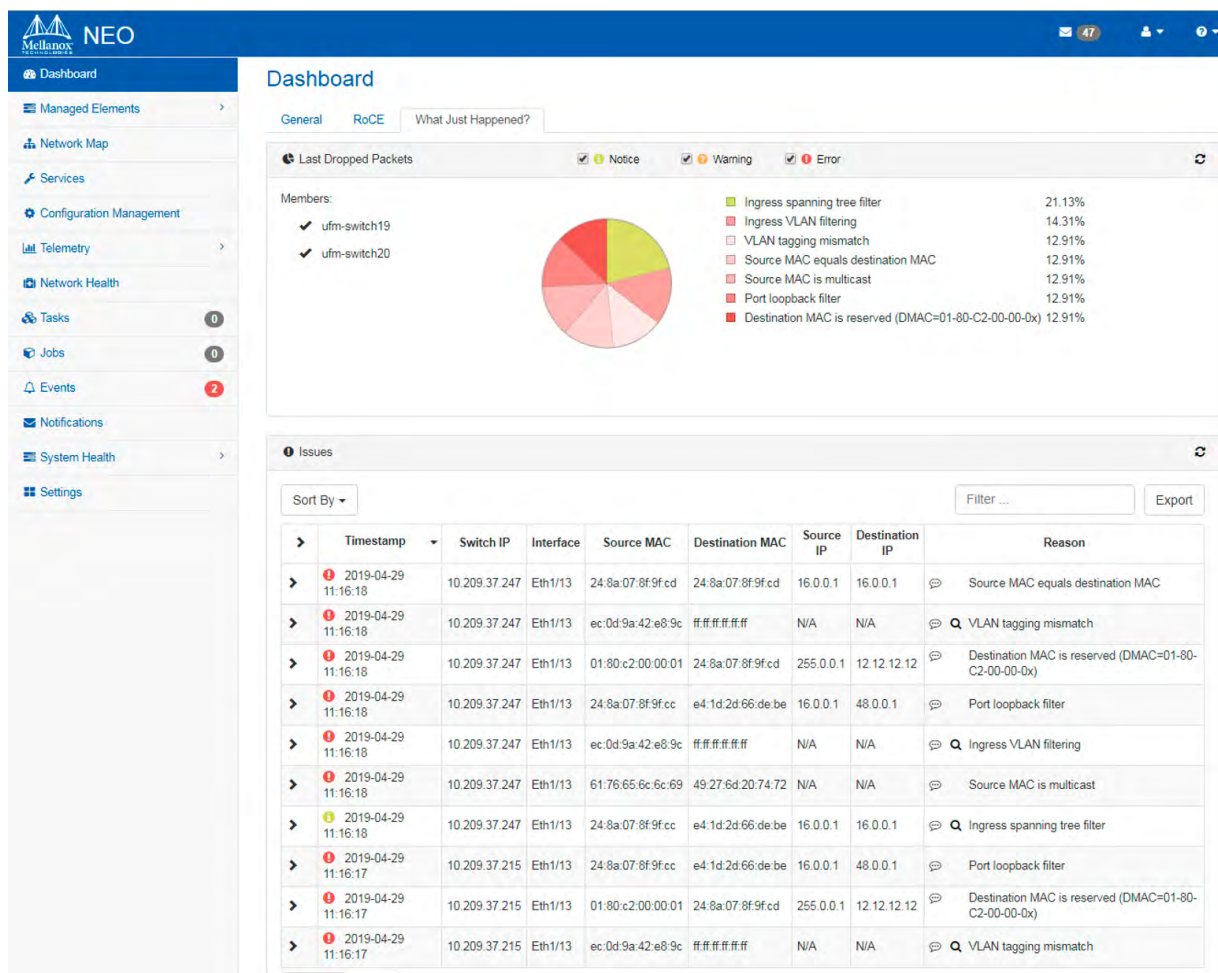 Mellanox
TECHNOLOGIES
NEO
47
Dashboard
Managed Elements
Network Map
Services
Configuration Management
Telemetry
Network Health
Tasks 0
Jobs 0
Events 2
Notifications
System Health
Settings
Dashboard
General RoCE What Just Happened?
Last Dropped Packets Notice Warning Error
Members:
ufm-switch19
ufm-switch20
Ingress spanning tree filter 21.13%
Ingress VLAN filtering 14.31%
VLAN tagging mismatch 12.91%
Source MAC equals destination MAC 12.91%
Source MAC is multicast 12.91%
Port loopback filter 12.91%
Destination MAC is reserved (DMAC=01-80-C2-00-00-0x) 12.91%
Issues
Sort By Filter ... Export
Timestamp Switch IP Interface Source MAC Destination MAC Source IP Destination IP Reason
2019-04-29 11:16:18 10.209.37.247 Eth1/13 24:8a:07:8f:9f:cd 24:8a:07:8f:9f:cd 16.0.0.1 16.0.0.1 Source MAC equals destination MAC
2019-04-29 11:16:18 10.209.37.247 Eth1/13 ec:0d:9a:42:e8:9c ff:ff:ff:ff:ff:ff N/A N/A VLAN tagging mismatch
2019-04-29 11:16:18 10.209.37.247 Eth1/13 01:80:c2:00:00:01 24:8a:07:8f:9f:cd 255.0.0.1 12.12.12.12 Destination MAC is reserved (DMAC=01-80-C2-00-00-0x)
2019-04-29 11:16:18 10.209.37.247 Eth1/13 24:8a:07:8f:9f:cc e4:1d:2d:66:de:be 16.0.0.1 48.0.0.1 Port loopback filter
2019-04-29 11:16:18 10.209.37.247 Eth1/13 ec:0d:9a:42:e8:9c ff:ff:ff:ff:ff:ff N/A N/A Ingress VLAN filtering
2019-04-29 11:16:18 10.209.37.247 Eth1/13 61:76:65:6c:6c:69 49:27:6d:20:74:72 N/A N/A Source MAC is multicast
2019-04-29 11:16:18 10.209.37.247 Eth1/13 24:8a:07:8f:9f:cc e4:1d:2d:66:de:be 16.0.0.1 16.0.0.1 Ingress spanning tree filter
2019-04-29 11:16:17 10.209.37.215 Eth1/13 24:8a:07:8f:9f:cc e4:1d:2d:66:de:be 16.0.0.1 48.0.0.1 Port loopback filter
2019-04-29 11:16:17 10.209.37.215 Eth1/13 01:80:c2:00:00:01 24:8a:07:8f:9f:cd 255.0.0.1 12.12.12.12 Destination MAC is reserved (DMAC=01-80-C2-00-00-0x)
2019-04-29 11:16:17 10.209.37.215 Eth1/13 ec:0d:9a:42:e8:9c ff:ff:ff:ff:ff:ff N/A N/A VLAN tagging mismatch